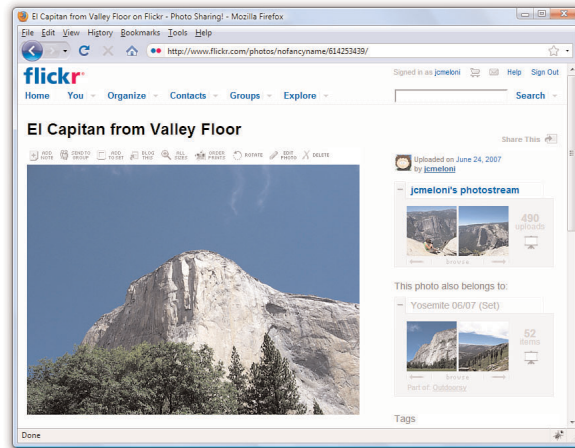 El Capitan from Valley Floor on Flickr - Photo Sharing! - Mozilla Firefox
File Edit View History Bookmarks Tools Help
http://www.flickr.com/photos/nofancyname/614253439/
flickr
Signed in as jcmeloni Help Sign Out
Home You Organize Contacts Groups Explore Search
El Capitan from Valley Floor
Share This
ADD NOTE SEND TO GROUP ADD TO SET BLOG THIS ALL SIZES ORDER PRINTS ROTATE EDIT PHOTO DELETE
Uploaded on June 24, 2007
by jcmeloni
jcmeloni's photostream
490
uploads
browse
This photo also belongs to:
Yosemite 06/07 (Set)
52
items
browse
Part of: Outdoorsy
Tags
Done